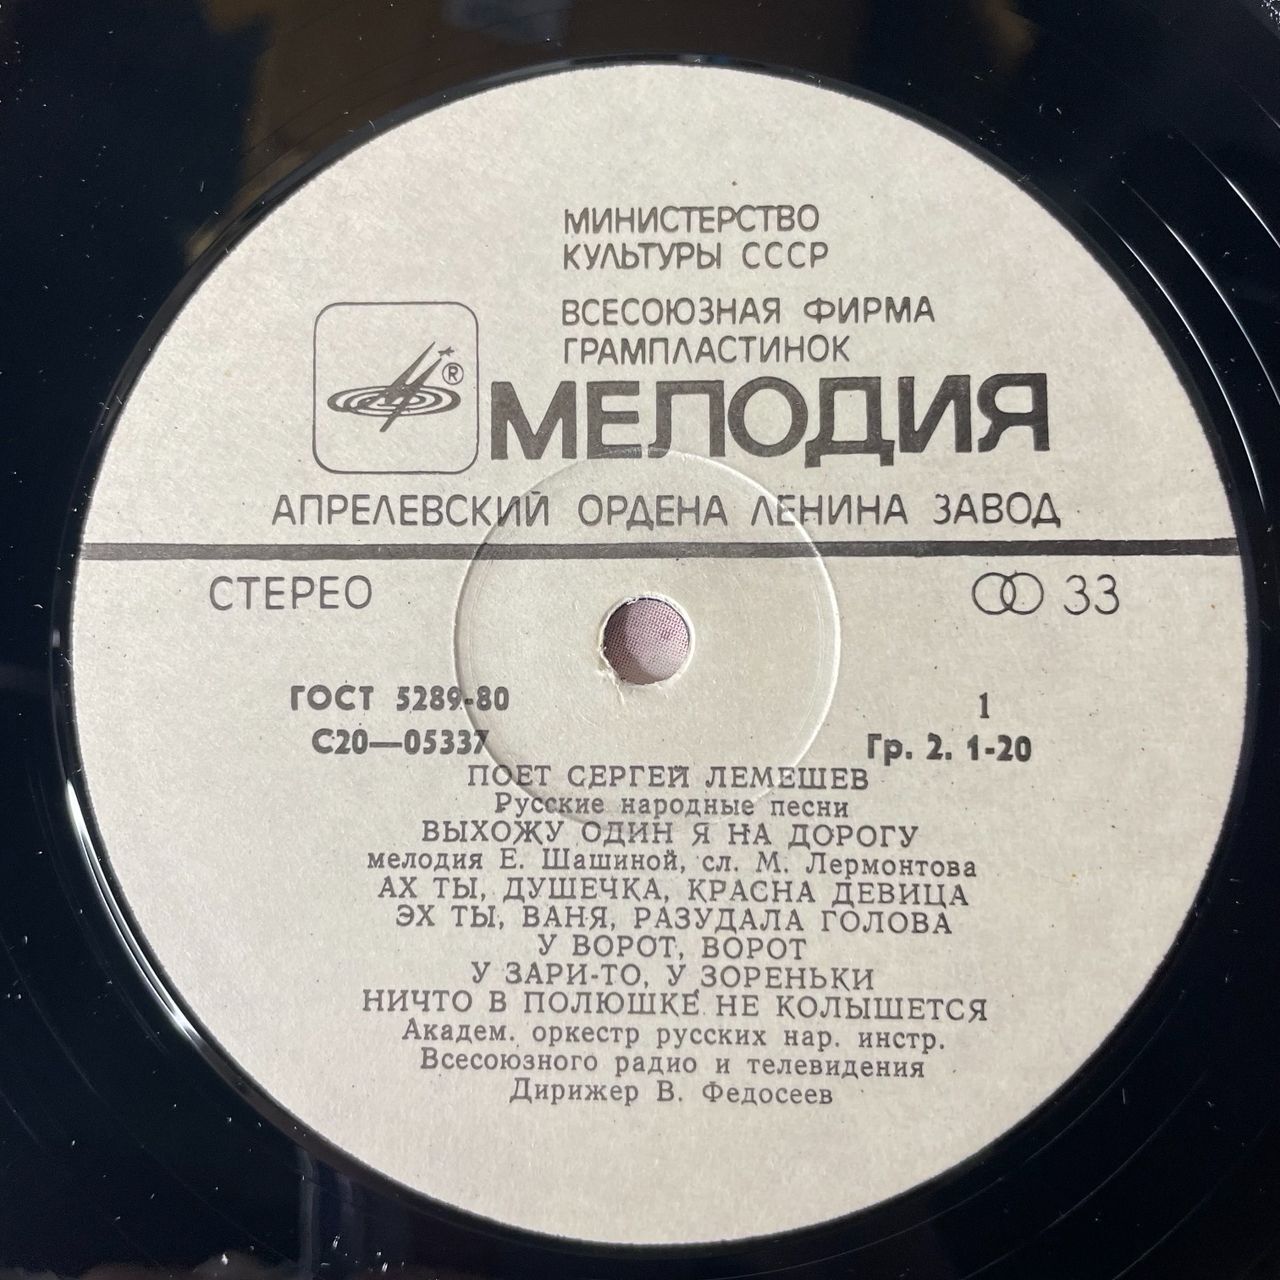 МИНИСТЕРСТВО
КУЛЬТУРЫ СССР
ВСЕСОЮЗНАЯ ФИРМА
ГРАМПЛАСТИНОК
®
МЕЛОДИЯ
АПРЕЛЕВСКИЙ ОРДЕНА ЛЕНИНА ЗАВОД
СТЕРЕО 33
ГОСТ 5289-80 1
С20—05337 Гр. 2. 1-20
ПОЕТ СЕРГЕЙ ЛЕМЕШЕВ
Русские народные песни
ВЫХОЖУ ОДИН Я НА ДОРОГУ
мелодия Е. Шашиной, сл. М. Лермонтова
АХ ТЫ, ДУШЕЧКА, КРАСНА ДЕВИЦА
ЭХ ТЫ, ВАНЯ, РАЗУДАЛА ГОЛОВА
У ВОРОТ, ВОРОТ
У ЗАРИ-ТО, У ЗОРЕНЬКИ
НИЧТО В ПОЛЮШКЕ НЕ КОЛЫШЕТСЯ
Академ. оркестр русских нар. инстр.
Всесоюзного радио и телевидения
Дирижер В. Федосеев